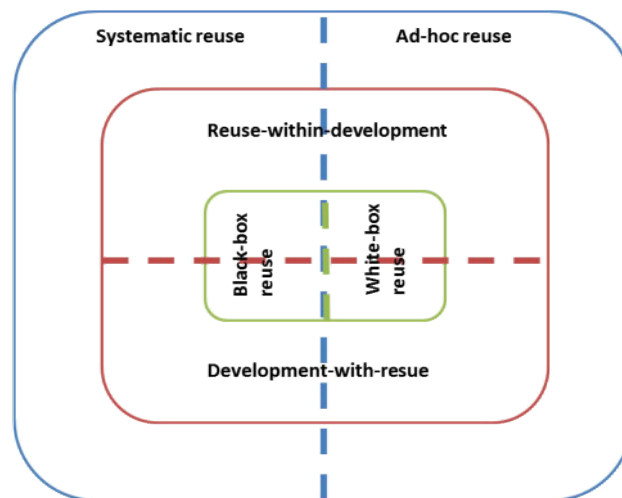 Systematic reuse
Ad-hoc reuse
Reuse-within-development
Black-box
reuse
White-box
reuse
Development-with-resue